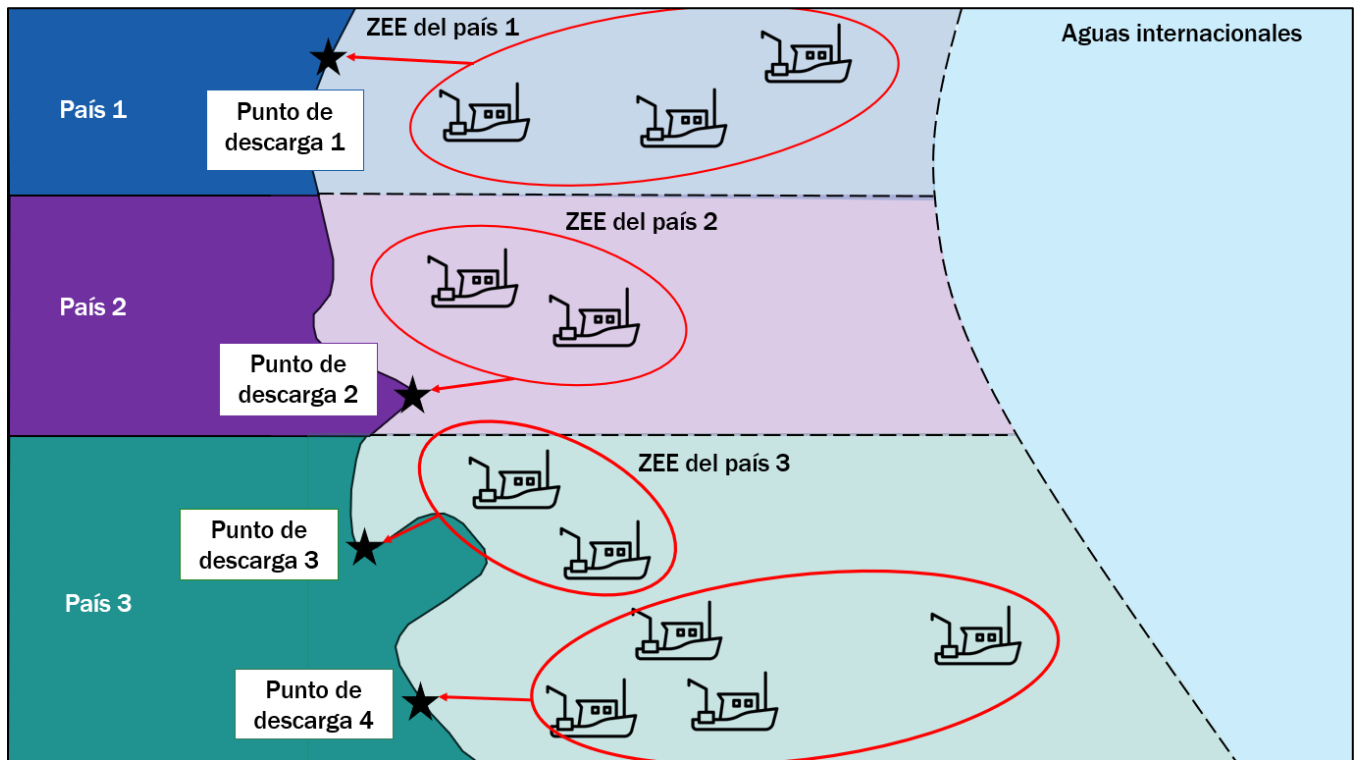 ZEE del país 1
Aguas internacionales
País 1
Punto de
descarga 1
ZEE del país 2
País 2
Punto de
descarga 2
ZEE del país 3
Punto de
descarga 3
País 3
Punto de
descarga 4